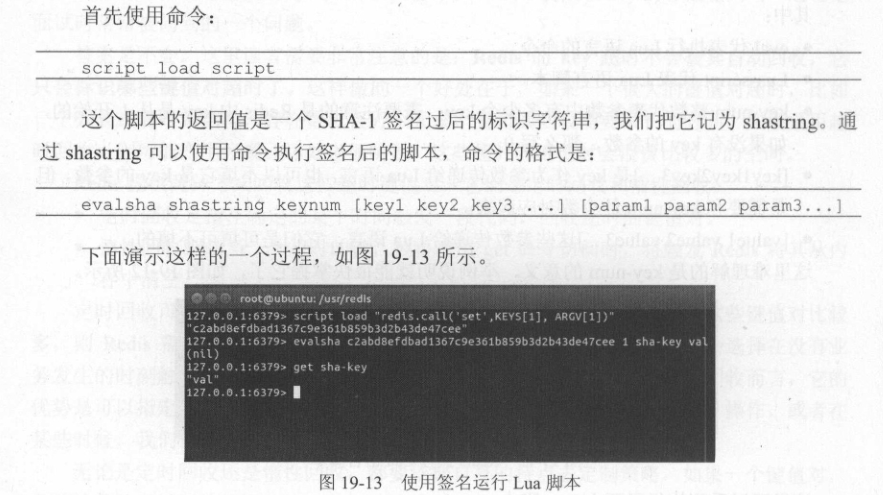 首先使用命令：
script load script
这个脚本的返回值是一个 SHA-1 签名过后的标识字符串，我们把它记为 shastring。通
过 shastring 可以使用命令执行签名后的脚本，命令的格式是：
evalsha shastring keynum [key1 key2 key3 ...] [param1 param2 param3...]
下面演示这样的一个过程，如图 19-13 所示。
root@ubuntu: /usr/redis
127.0.0.1:6379> script load "redis.call('set',KEYS[1], ARGV[1])"
"c2abd8efdbad1367c9e361b859b3d2b43de47cee"
127.0.0.1:6379> evalsha c2abd8efdbad1367c9e361b859b3d2b43de47cee 1 sha-key val
(nil)
127.0.0.1:6379> get sha-key
"val"
127.0.0.1:6379>
图 19-13 使用签名运行 Lua 脚本